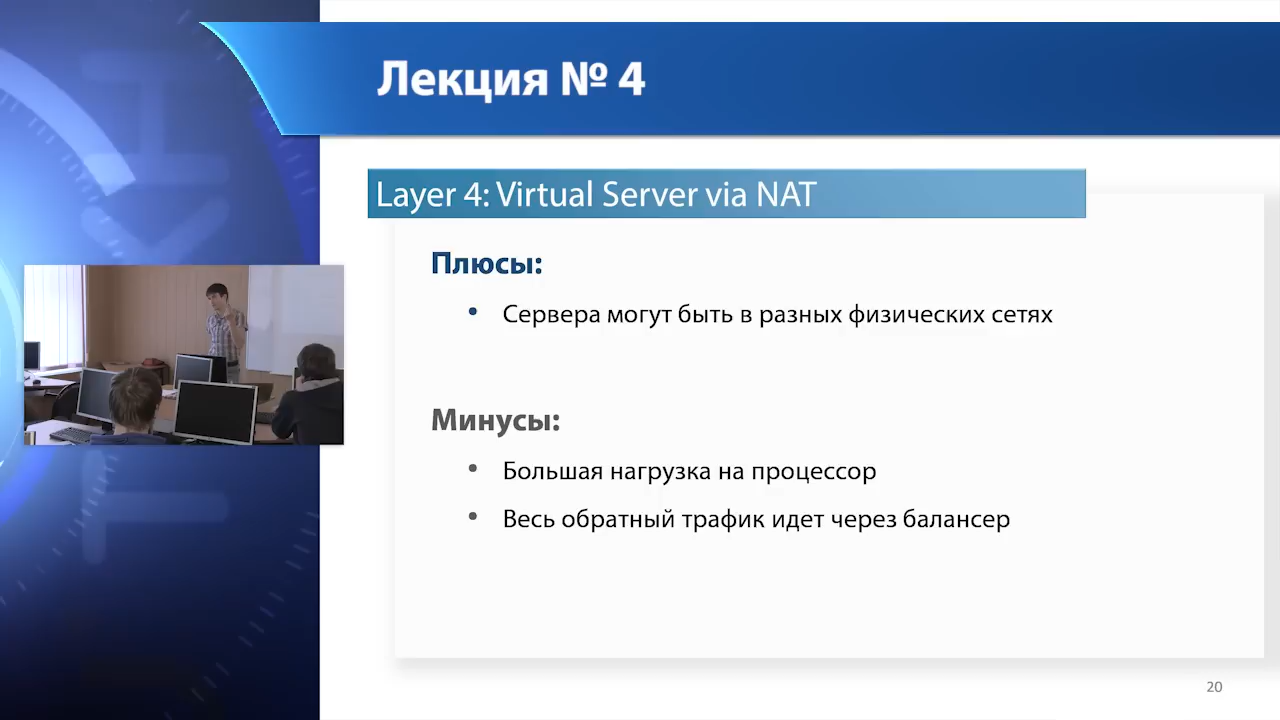 Лекция № 4
Layer 4: Virtual Server via NAT
Плюсы:
• Сервера могут быть в разных физических сетях
Минусы:
• Большая нагрузка на процессор
• Весь обратный трафик идет через балансер
20